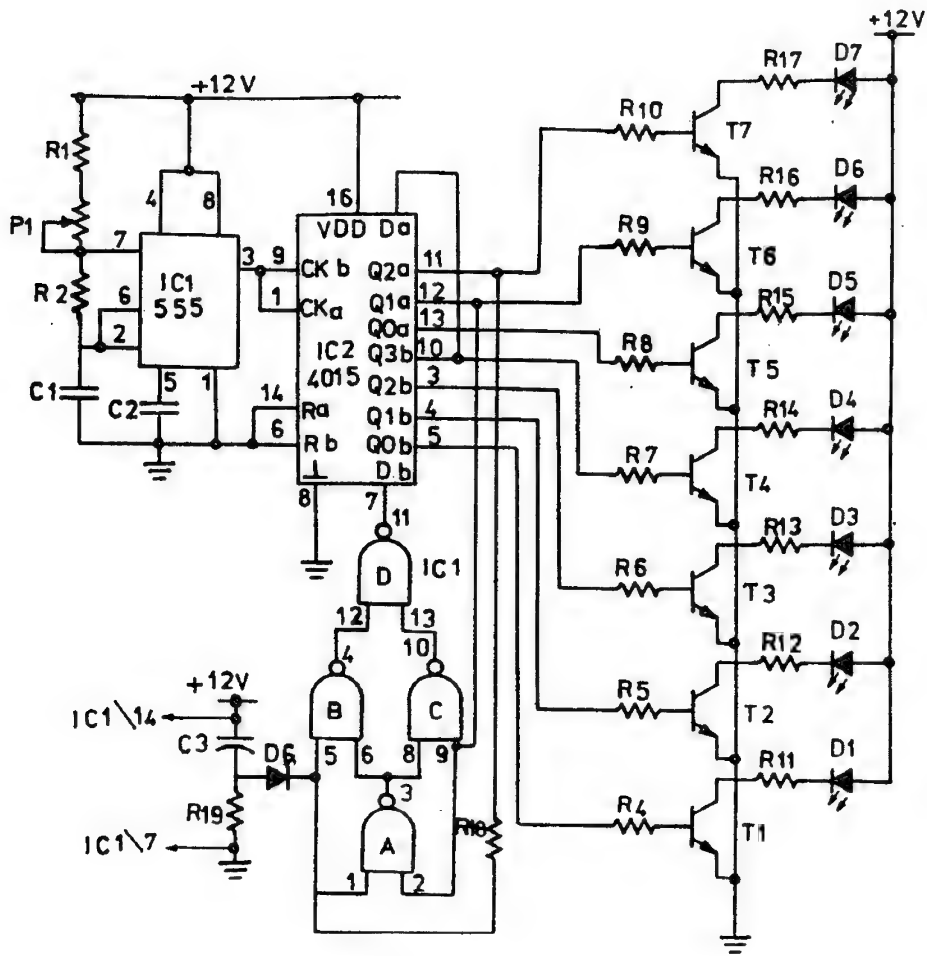 +12V
D7
R17
+12V
R10
T7
R1
D6
R16
4
8
16
P1
VDD
Da
R9
7
3
9
CKb
Q2a
11
T6
R2
IC1
D5
R15
6
555
1
CKa
Q1a
12
Q0a
13
R8
2
IC2
Q3b
10
T5
4015
D4
R14
C1
5
1
Q2b
3
C2
14
Ra
Q1b
4
R7
6
Rb
Q0b
5
T4
⊥
Db
D3
R13
8
7
11
R6
D
IC1
T3
12
13
D2
R12
4
10
+12V
B
C
R5
IC1\14
T2
C3
D6
5
6
8
9
D1
R11
3
R19
R18
R4
IC1\7
A
T1
1
2